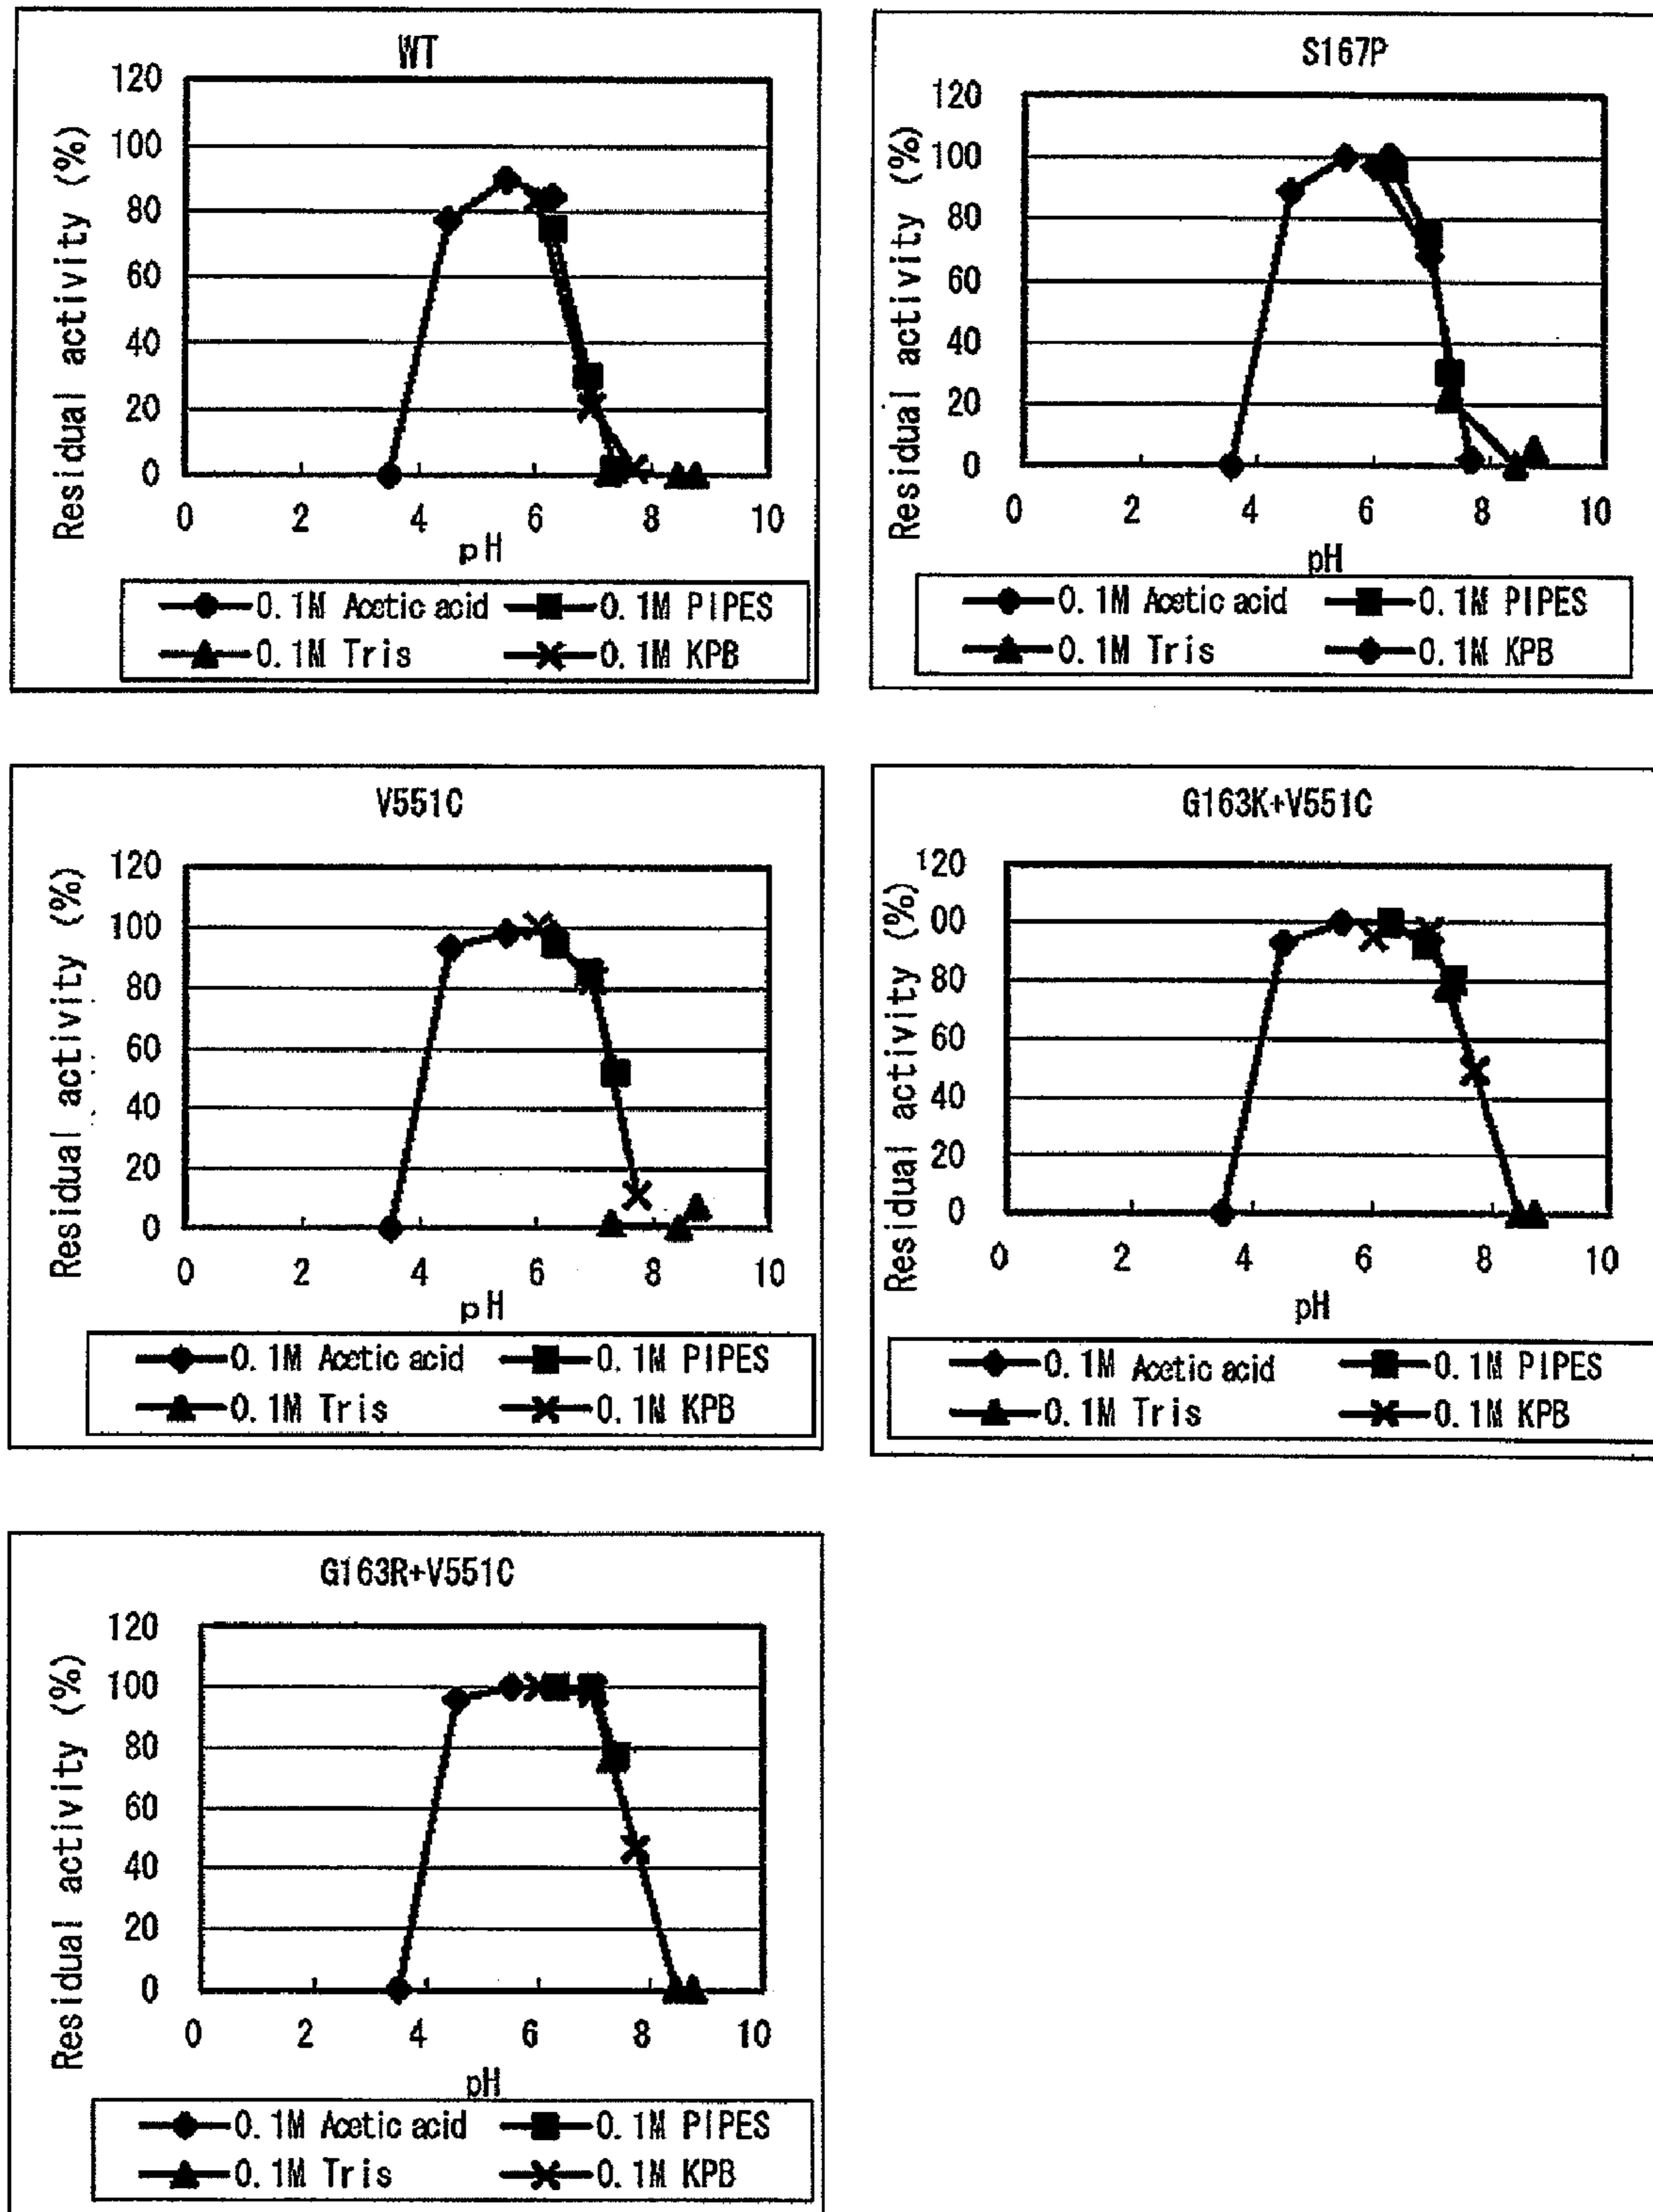 WT
120
100
80
60
40
20
0
0 2 4 6 8 10
Residual activity (%)
pH
0.1M Acetic acid 0.1M PIPES
0.1M Tris 0.1M KPB
S167P
120
100
80
60
40
20
0
0 2 4 6 8 10
Residual activity (%)
pH
0.1M Acetic acid 0.1M PIPES
0.1M Tris 0.1M KPB
V551C
120
100
80
60
40
20
0
0 2 4 6 8 10
Residual activity (%)
pH
0.1M Acetic acid 0.1M PIPES
0.1M Tris 0.1M KPB
G163K+V551C
120
00
80
60
40
20
0
0 2 4 6 8 10
Residual activity (%)
pH
0.1M Acetic acid 0.1M PIPES
0.1M Tris 0.1M KPB
G163R+V551C
120
100
80
60
40
20
0
0 2 4 6 8 10
Residual activity (%)
pH
0.1M Acetic acid 0.1M PIPES
0.1M Tris 0.1M KPB